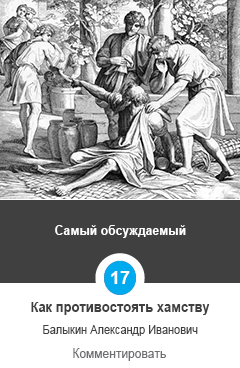 Самый обсуждаемый
17
Как противостоять хамству
Балыкин Александр Иванович
Комментировать